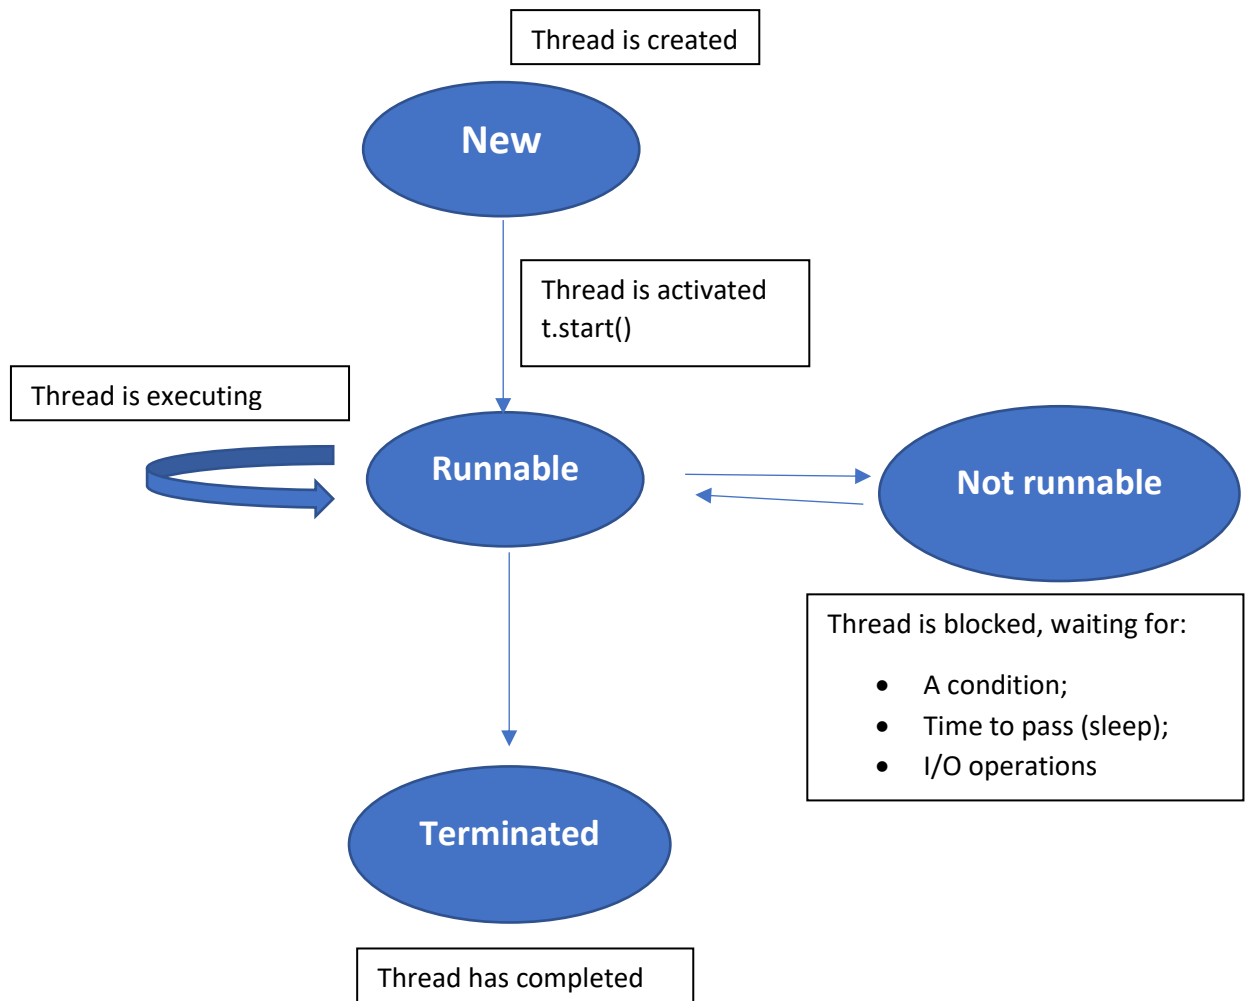 Thread is created
New
Thread is activated
t.start()
Thread is executing
Runnable
Not runnable
Thread is blocked, waiting for:
• A condition;
• Time to pass (sleep);
• I/O operations
Terminated
Thread has completed